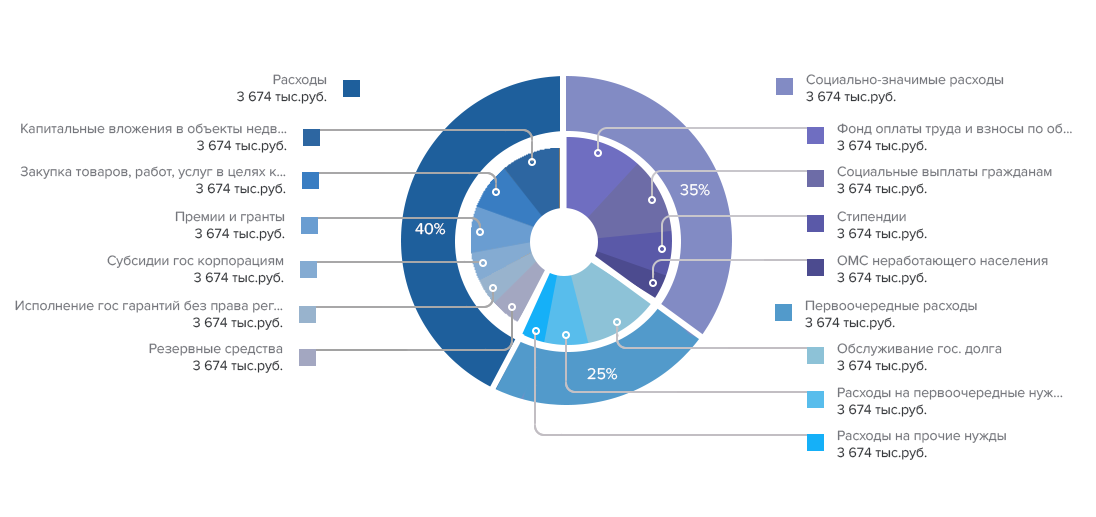 Расходы
3 674 тыс.руб.
Капитальные вложения в объекты недв...
3 674 тыс.руб.
Закупка товаров, работ, услуг в целях к...
3 674 тыс.руб.
Премии и гранты
3 674 тыс.руб.
Субсидии гос корпорациям
3 674 тыс.руб.
Исполнение гос гарантий без права рег...
3 674 тыс.руб.
Резервные средства
3 674 тыс.руб.
40%
35%
25%
Социально-значимые расходы
3 674 тыс.руб.
Фонд оплаты труда и взносы по об...
3 674 тыс.руб.
Социальные выплаты гражданам
3 674 тыс.руб.
Стипендии
3 674 тыс.руб.
ОМС неработающего населения
3 674 тыс.руб.
Первоочередные расходы
3 674 тыс.руб.
Обслуживание гос. долга
3 674 тыс.руб.
Расходы на первоочередные нуж...
3 674 тыс.руб.
Расходы на прочие нужды
3 674 тыс.руб.